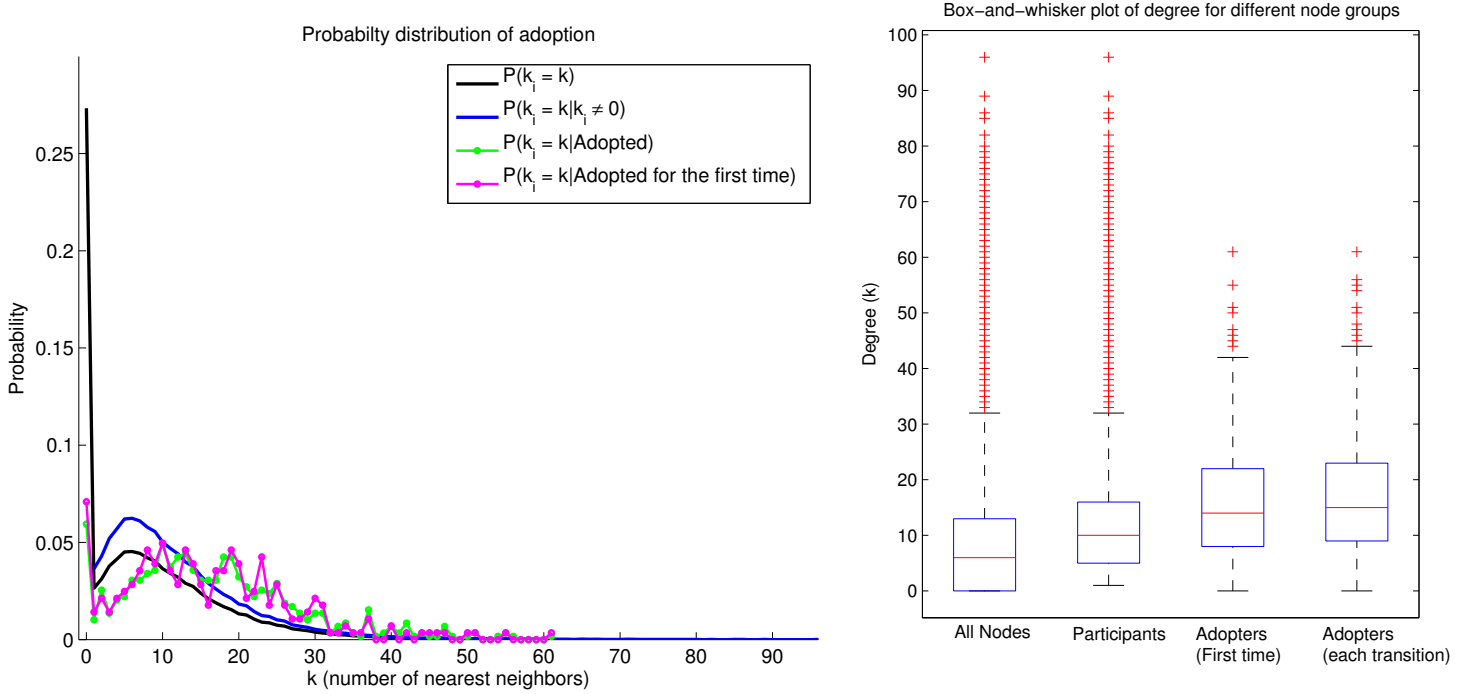 Probabilty distribution of adoption
P(k_i = k)
P(k_i = k|k_i ≠ 0)
P(k_i = k|Adopted)
P(k_i = k|Adopted for the first time)
Probability
0.25
0.2
0.15
0.1
0.05
0
0 10 20 30 40 50 60 70 80 90
k (number of nearest neighbors)
Box-and-whisker plot of degree for different node groups
Degree (k)
100
90
80
70
60
50
40
30
20
10
0
All Nodes
Participants
Adopters
(First time)
Adopters
(each transition)